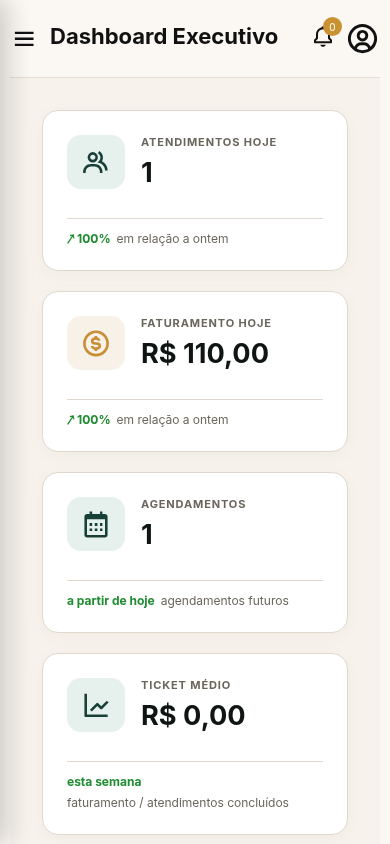 Dashboard Executivo
0
ATENDIMENTOS HOJE
1
↗ 100% em relação a ontem
FATURAMENTO HOJE
R$ 110,00
↗ 100% em relação a ontem
AGENDAMENTOS
1
a partir de hoje agendamentos futuros
TICKET MÉDIO
R$ 0,00
esta semana
faturamento / atendimentos concluídos